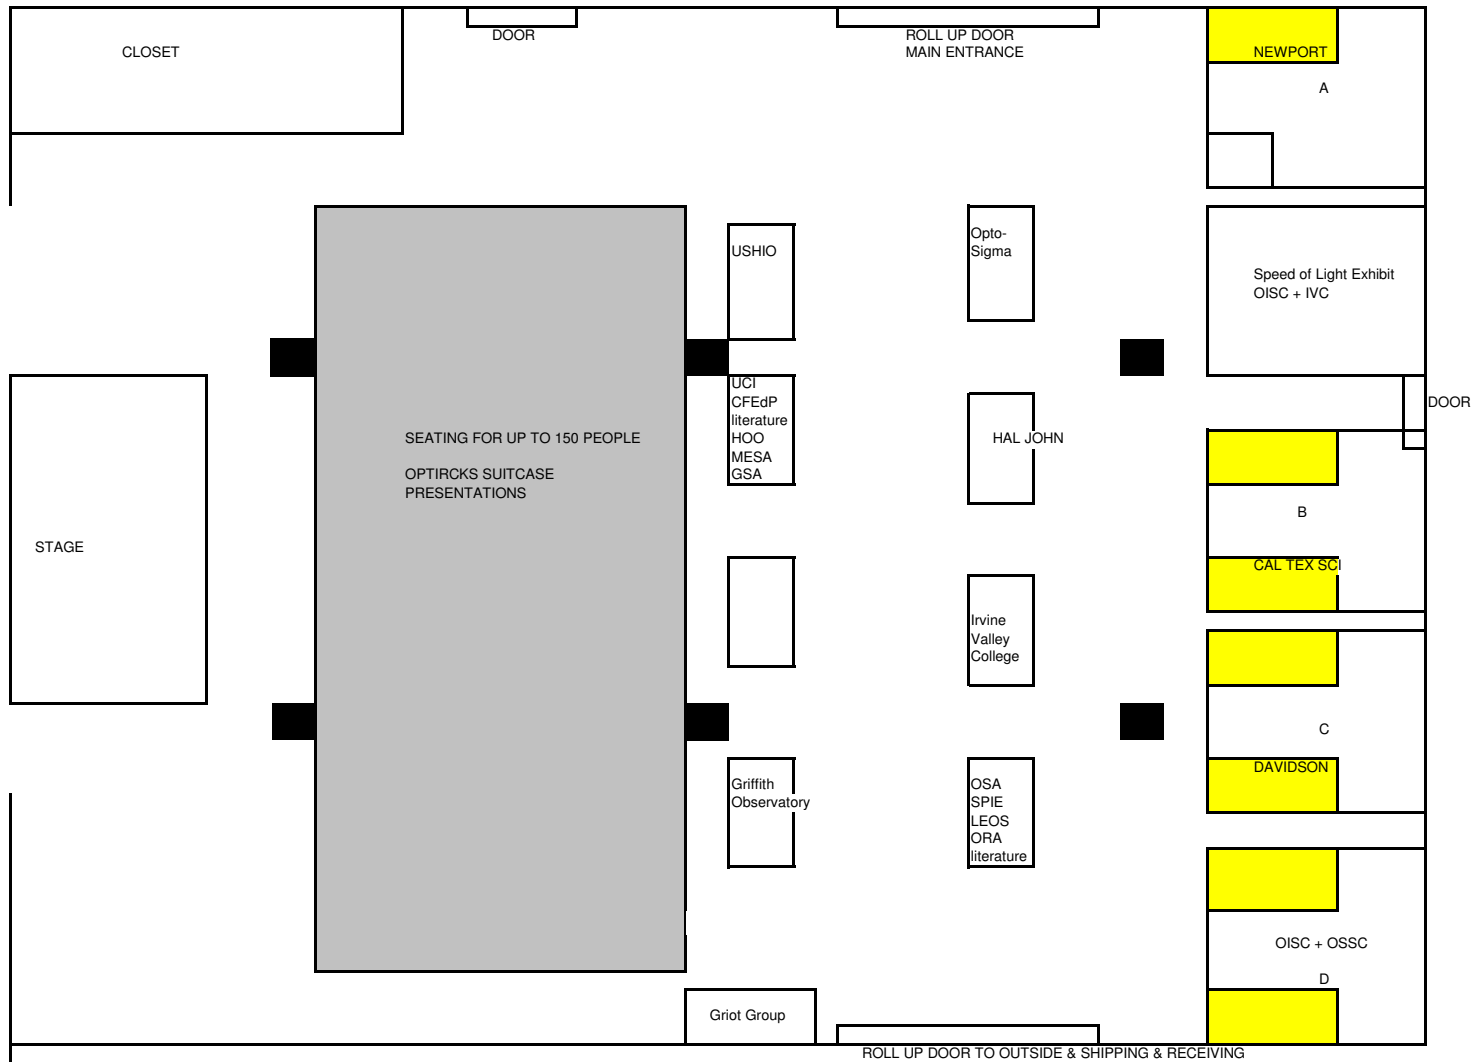 CLOSET
DOOR
ROLL UP DOOR
MAIN ENTRANCE
NEWPORT
A
USHIO
Opto-
Sigma
Speed of Light Exhibit
OISC + IVC
UCI
CFEdP
literature
HOO
MESA
GSA
HAL JOHN
DOOR
SEATING FOR UP TO 150 PEOPLE
OPTIRCKS SUITCASE
PRESENTATIONS
B
STAGE
CAL TEX SCI
Irvine
Valley
College
C
DAVIDSON
Griffith
Observatory
OSA
SPIE
LEOS
ORA
literature
OISC + OSSC
D
Griot Group
ROLL UP DOOR TO OUTSIDE & SHIPPING & RECEIVING